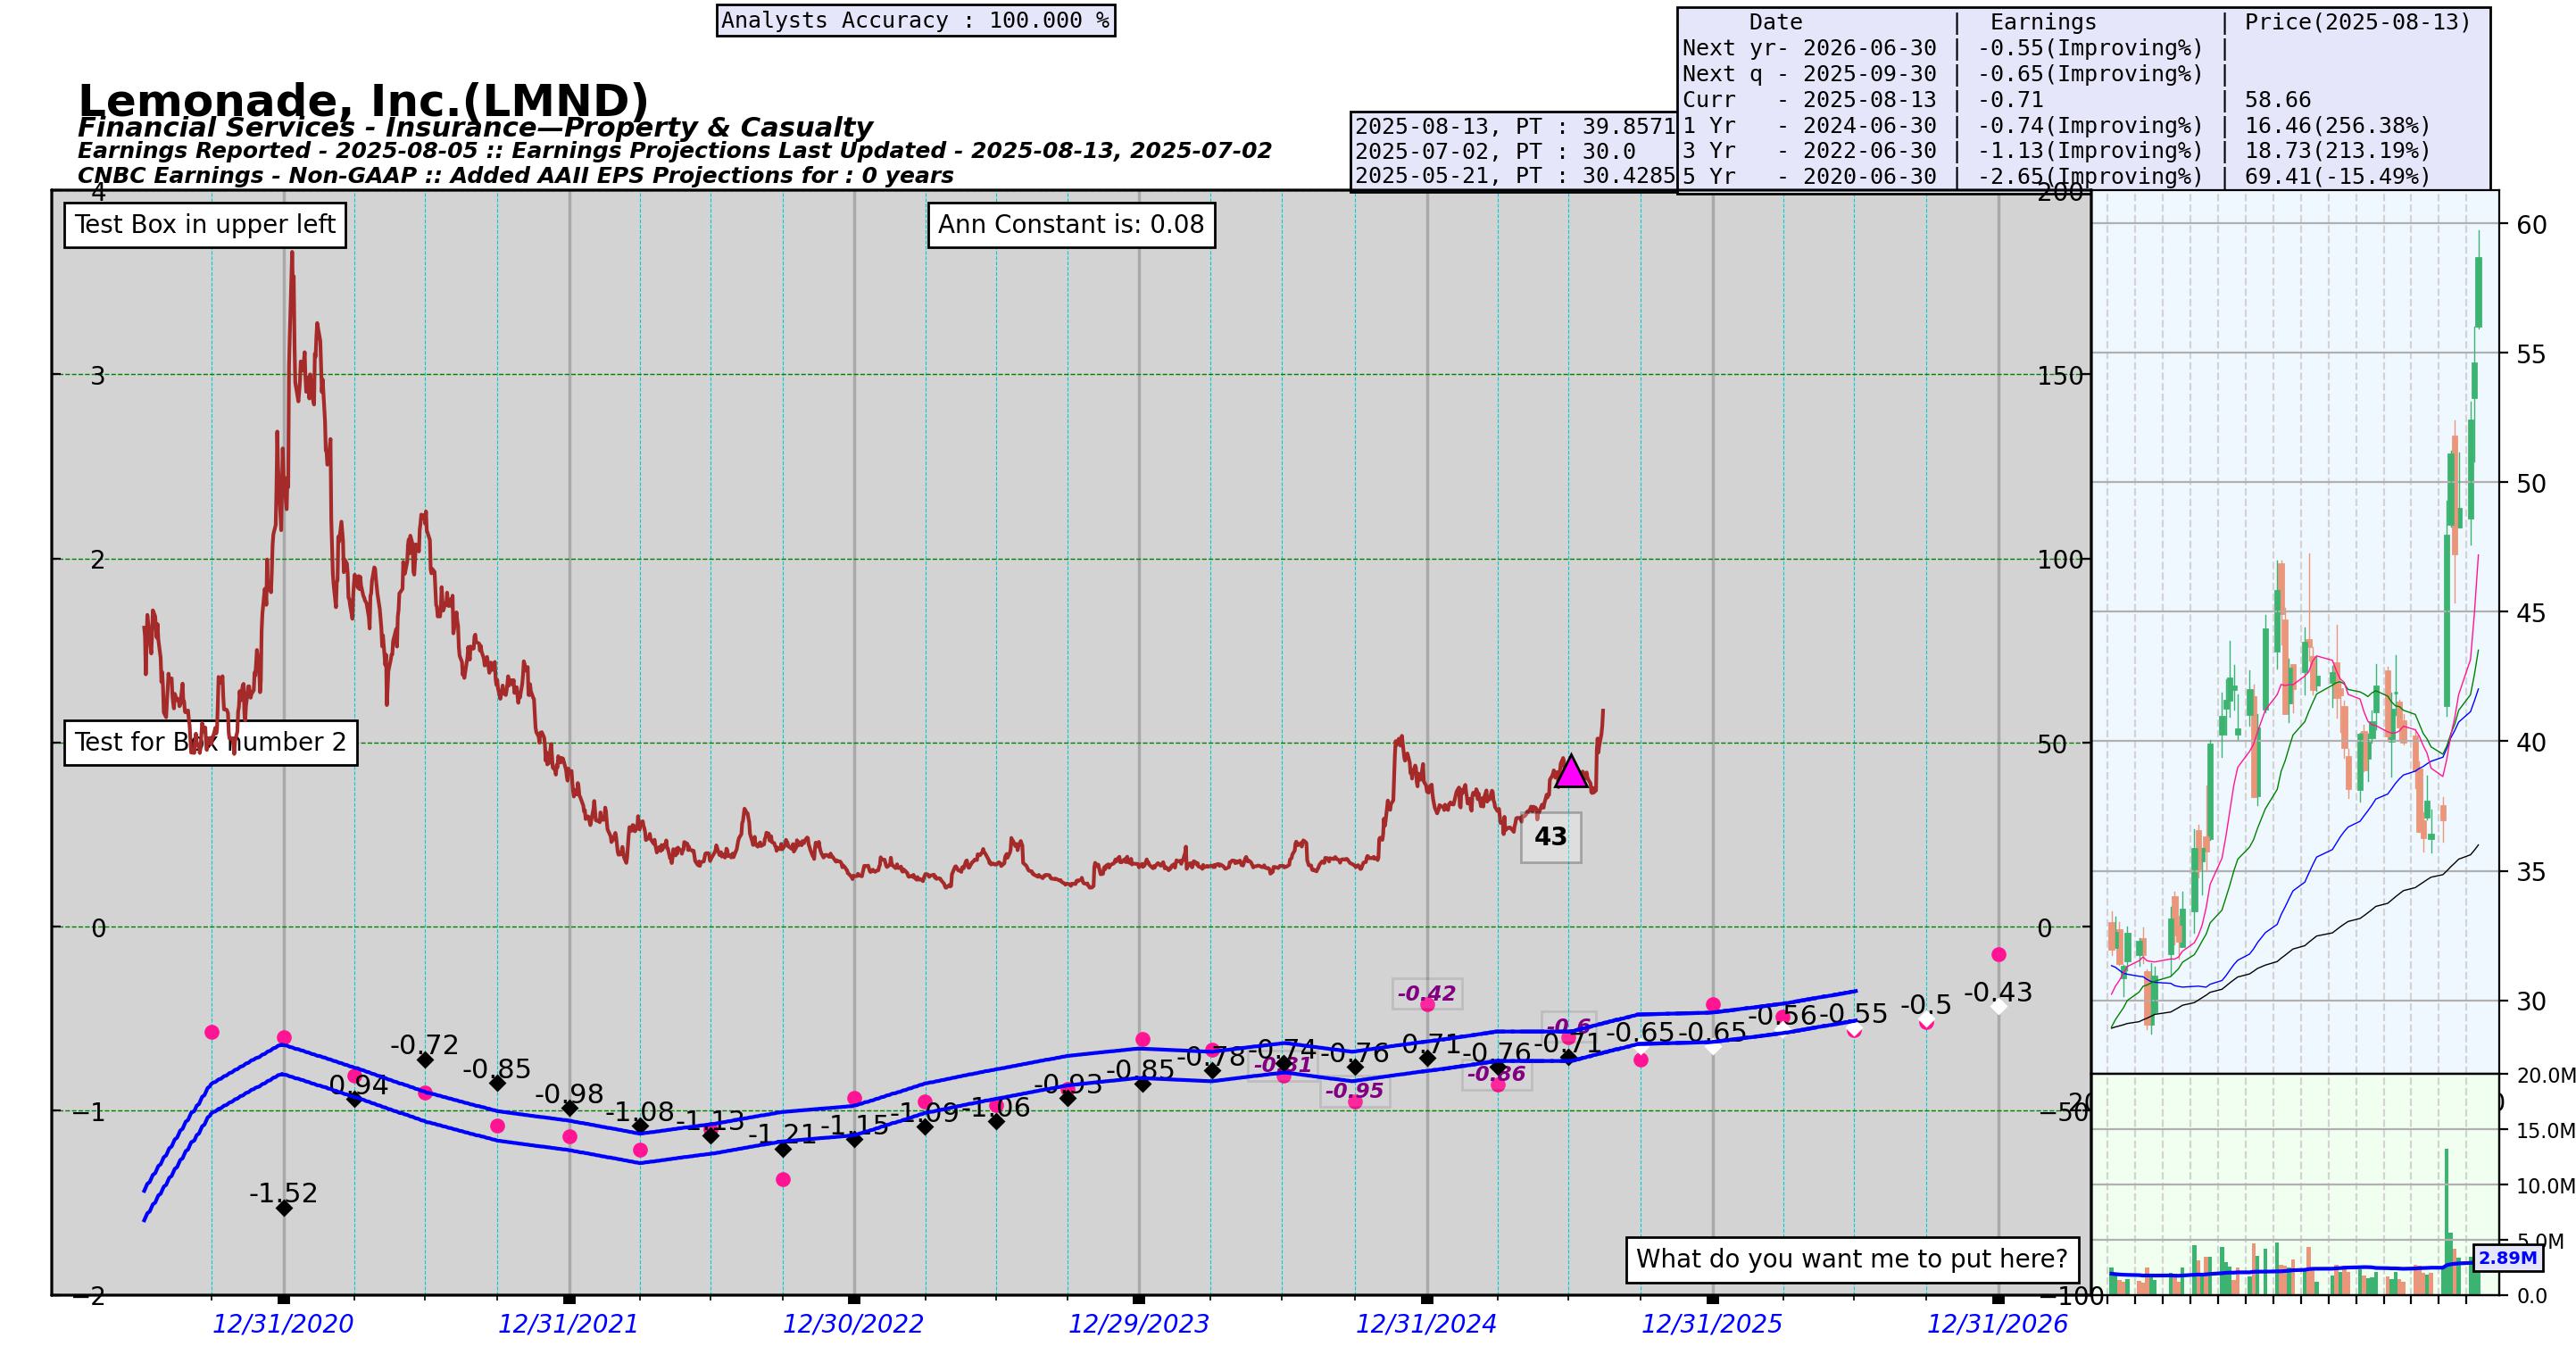 Analysts Accuracy : 100.000 %
Date | Earnings | Price(2025-08-13)
Next yr- 2026-06-30 | -0.55(Improving%) |
Next q - 2025-09-30 | -0.65(Improving%) |
Curr - 2025-08-13 | -0.71 | 58.66
1 Yr - 2024-06-30 | -0.74(Improving%) | 16.46(256.38%)
3 Yr - 2022-06-30 | -1.13(Improving%) | 18.73(213.19%)
5 Yr - 2020-06-30 | -2.65(Improving%) | 69.41(-15.49%)
Lemonade, Inc.(LMND)
Financial Services - Insurance—Property & Casualty
Earnings Reported - 2025-08-05 :: Earnings Projections Last Updated - 2025-08-13, 2025-07-02
CNBC Earnings - Non-GAAP :: Added AAII EPS Projections for : 0 years
2025-08-13, PT : 39.8571
2025-07-02, PT : 30.0
2025-05-21, PT : 30.4285
Test Box in upper left
Ann Constant is: 0.08
Test for Box number 2
43
What do you want me to put here?
4
3
2
0
−1
−2
200
150
100
50
0
−50
−100
-1.52
-0.72
-0.85
-0.98
-1.08
-1.13
-1.21
-1.15
-1.09
-1.06
-0.93
-0.85
-0.78
-0.74
-0.76
-0.71
-0.76
-0.71
-0.65
-0.65
-0.56
-0.55
-0.5
-0.43
-0.81
-0.95
-0.42
-0.86
-0.6
60
55
50
45
40
35
30
20.0M
15.0M
10.0M
5.0M
2.89M
0.0
12/31/2020
12/31/2021
12/30/2022
12/29/2023
12/31/2024
12/31/2025
12/31/2026